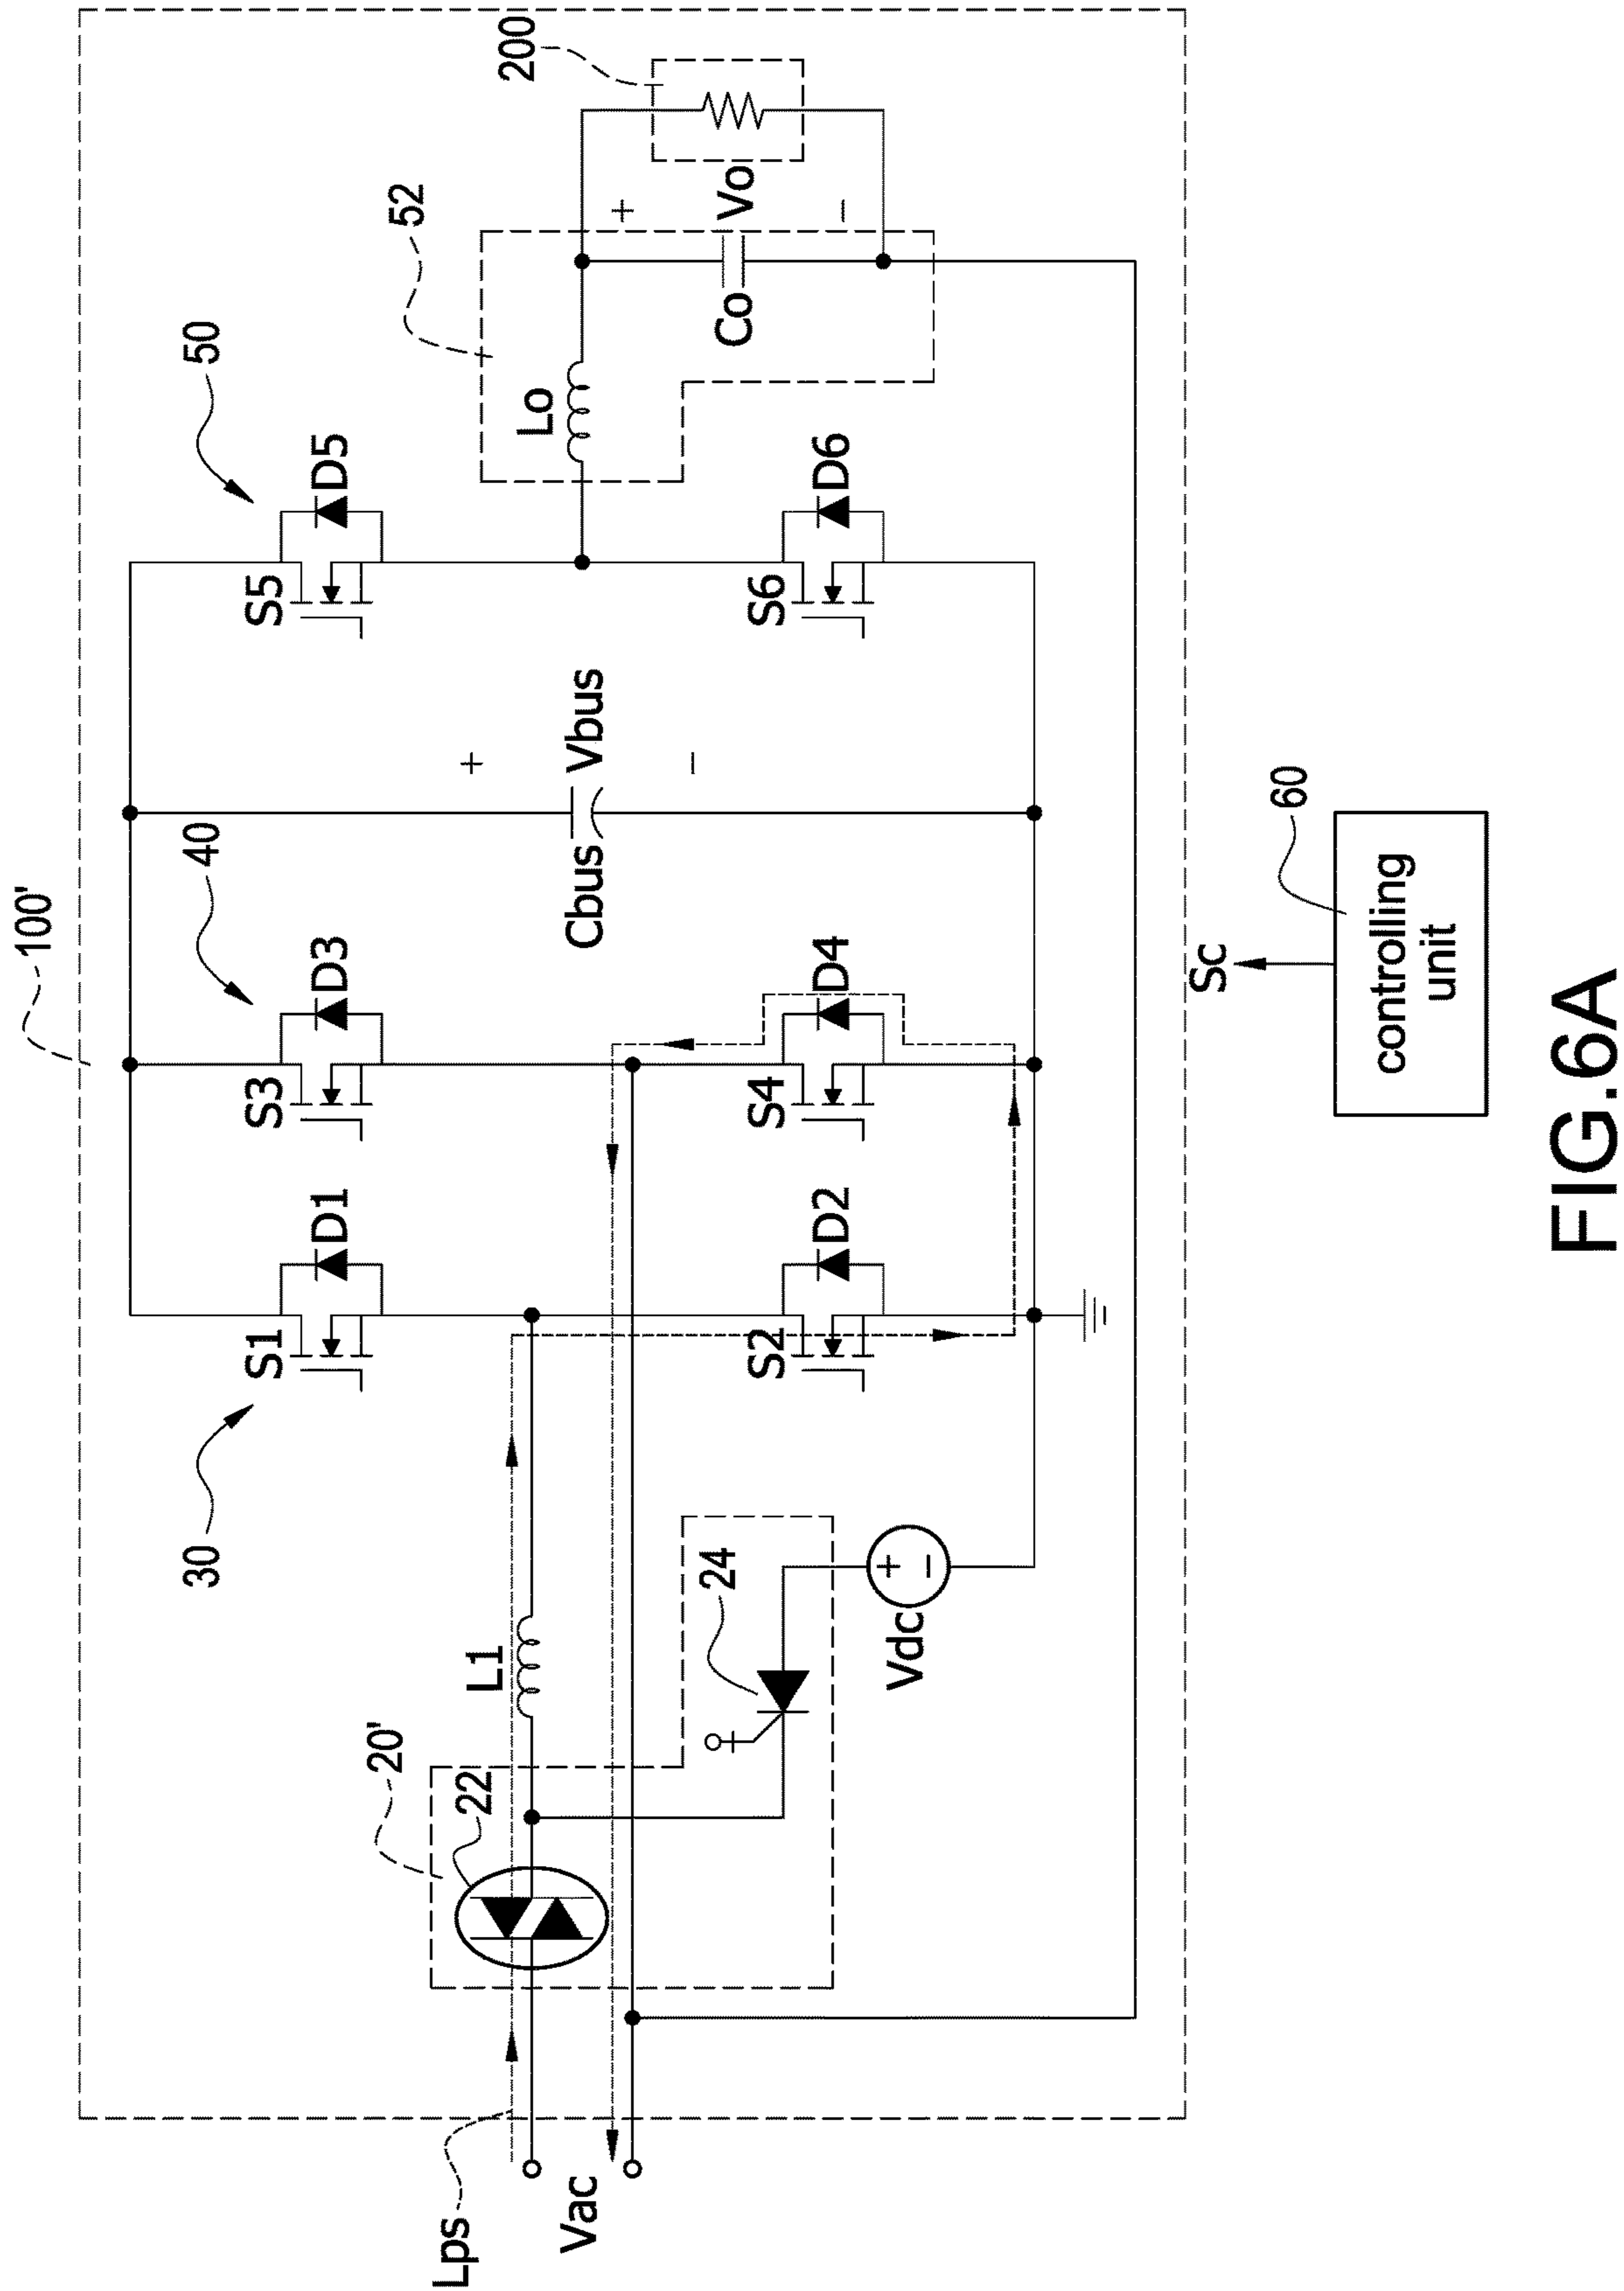 100'
30
40
50
52
200
S1
D1
S3
D3
S5
D5
20'
22
L1
Cbus
Vbus
+
−
Lo
Co
Vo
+
−
Lps
Vac
24
S2
D2
S4
D4
S6
D6
Vdc
+
−
Sc
60
controlling
unit
FIG.6A